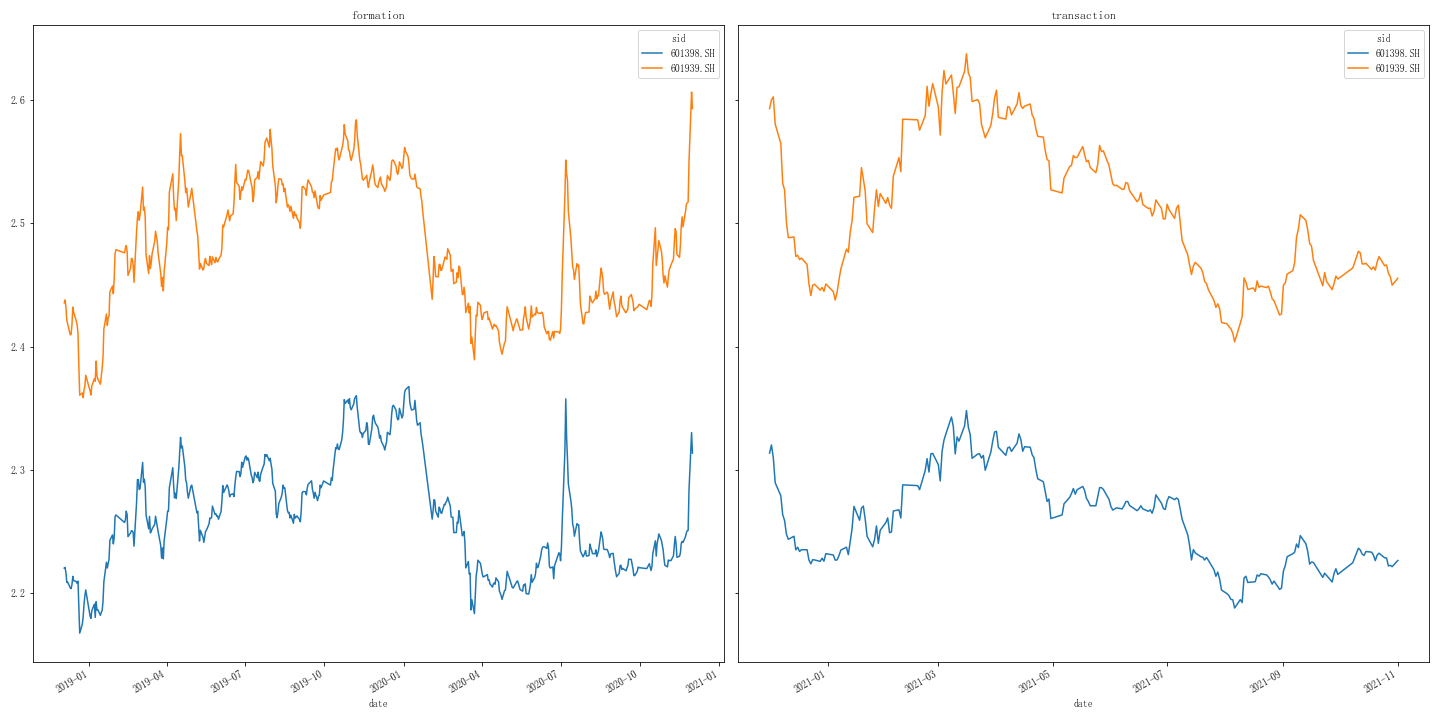 formation
sid
601398.SH
601939.SH
2.6
2.5
2.4
2.3
2.2
2019-01
2019-04
2019-07
2019-10
2020-01
2020-04
2020-07
2020-10
2021-01
date
transaction
sid
601398.SH
601939.SH
2021-01
2021-03
2021-05
2021-07
2021-09
2021-11
date